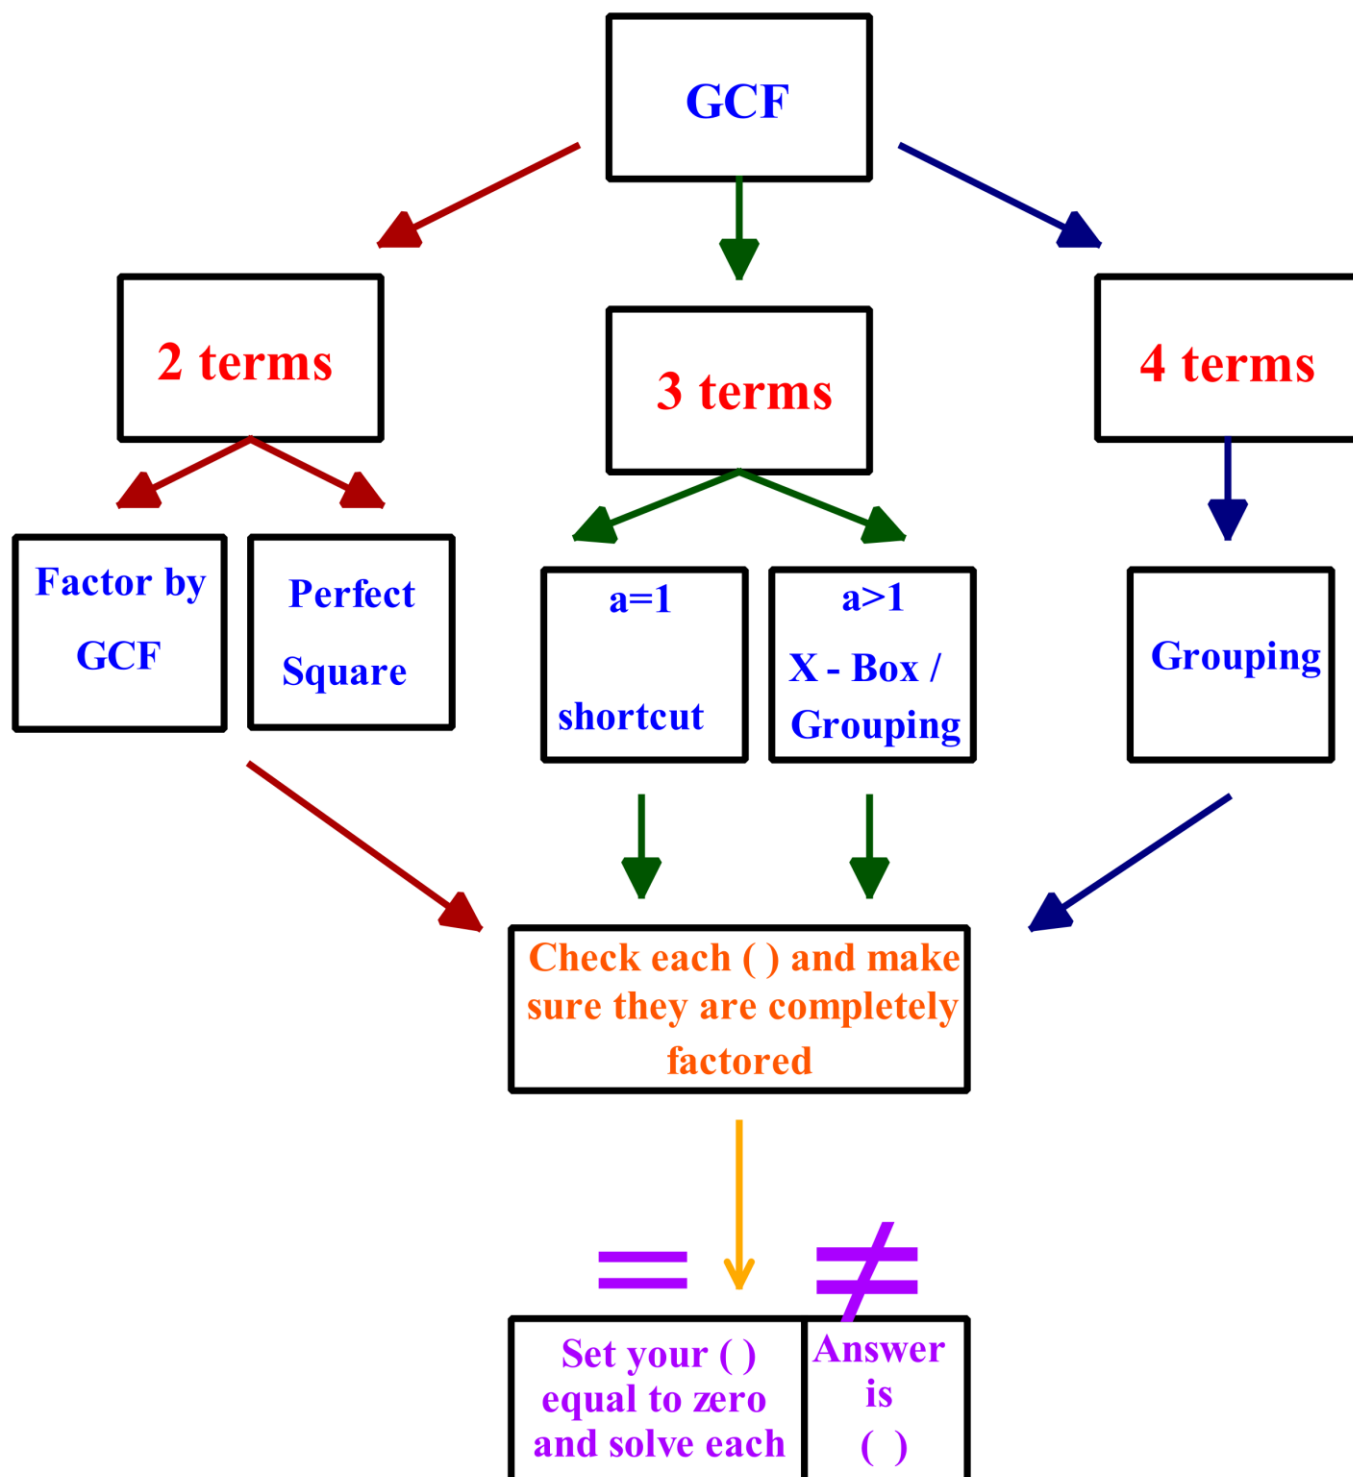 GCF
2 terms
3 terms
4 terms
Factor by
GCF
Perfect
Square
a=1
shortcut
a>1
X - Box /
Grouping
Grouping
Check each ( ) and make
sure they are completely
factored
=
≠
Set your ( )
equal to zero
and solve each
Answer
is
( )